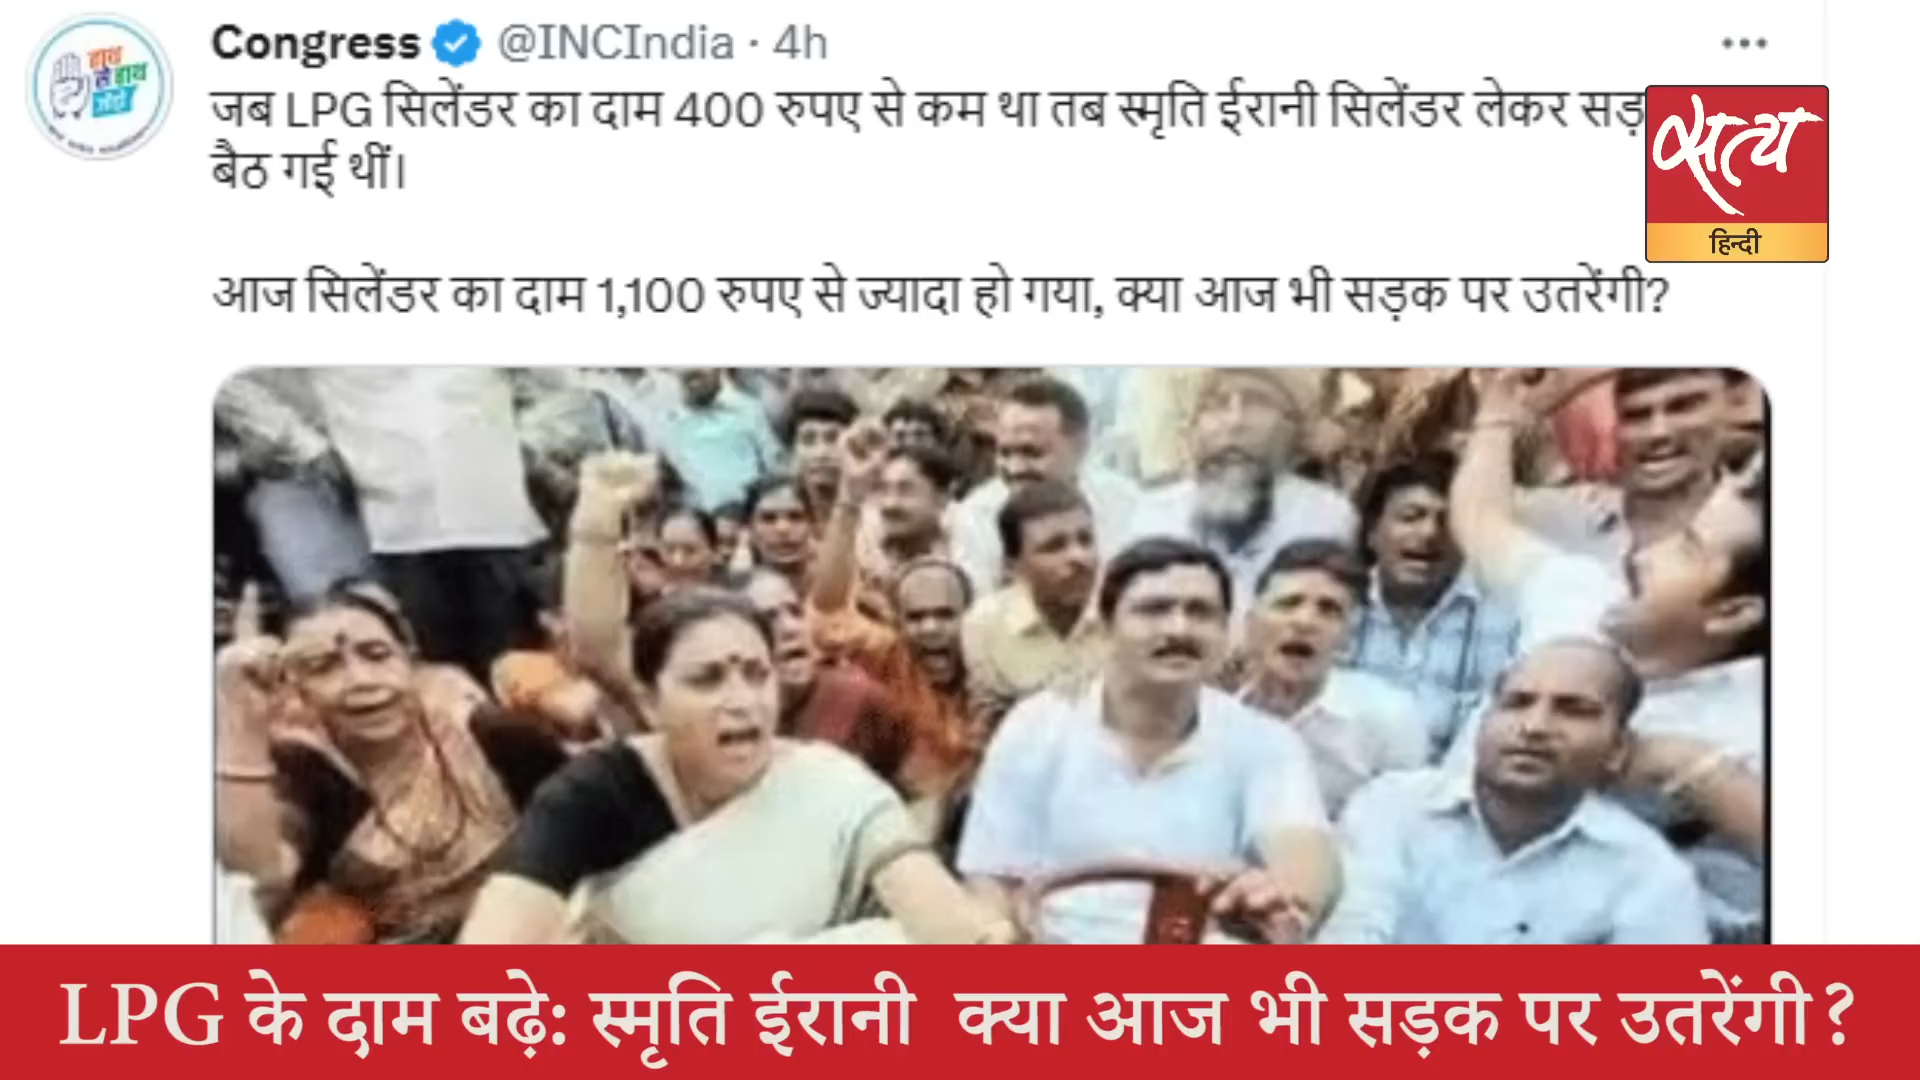 Congress @INCIndia · 4h
जब LPG सिलेंडर का दाम 400 रुपए से कम था तब स्मृति ईरानी सिलेंडर लेकर सड़
बैठ गई थीं।
सत्य
हिन्दी
आज सिलेंडर का दाम 1,100 रुपए से ज्यादा हो गया, क्या आज भी सड़क पर उतरेंगी?
LPG के दाम बढ़े: स्मृति ईरानी क्या आज भी सड़क पर उतरेंगी?